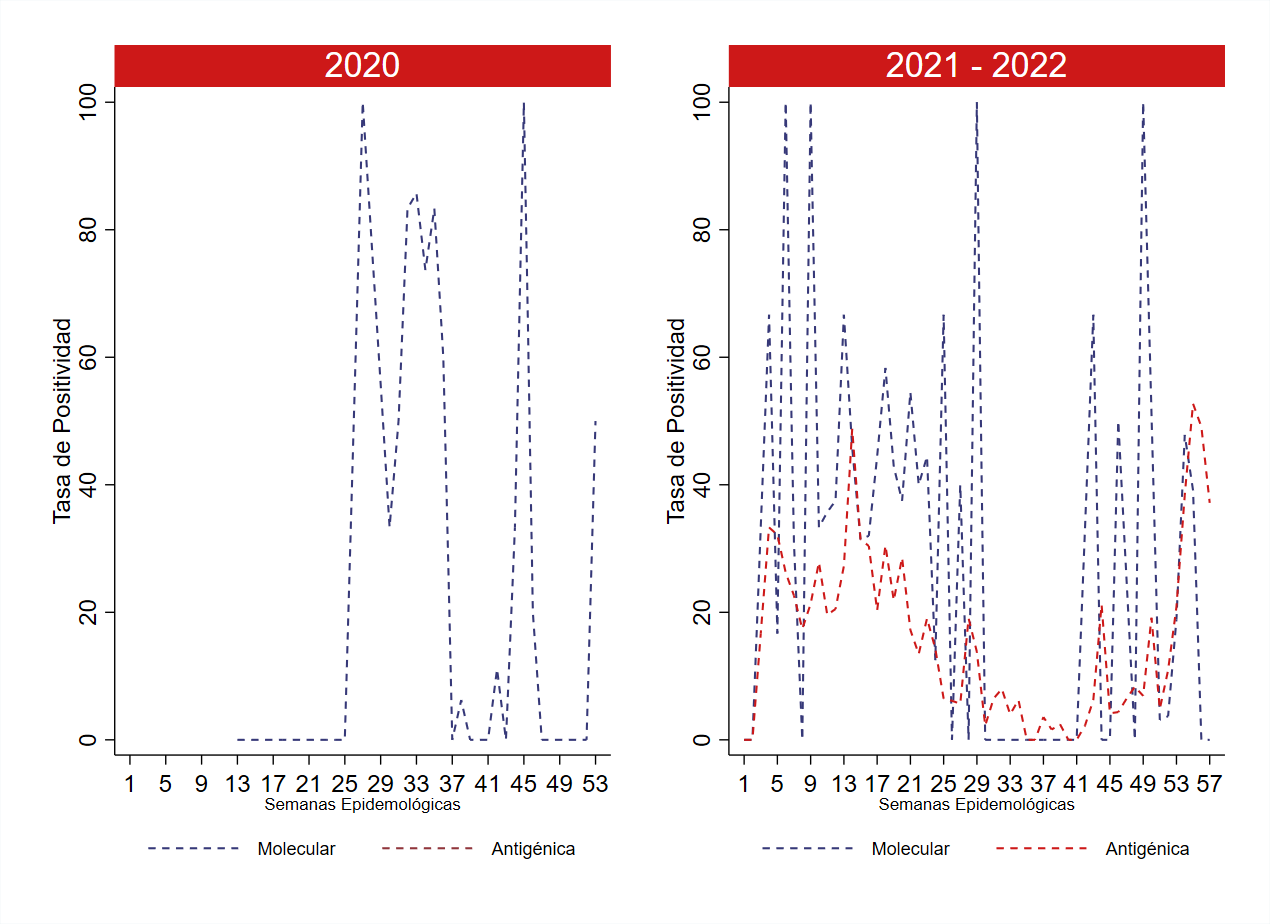 2020
Tasa de Positividad
100
80
60
40
20
0
1 5 9 13 17 21 25 29 33 37 41 45 49 53
Semanas Epidemológicas
Molecular Antigénica
2021 - 2022
Tasa de Positividad
100
80
60
40
20
0
1 5 9 13 17 21 25 29 33 37 41 45 49 53 57
Semanas Epidemológicas
Molecular Antigénica